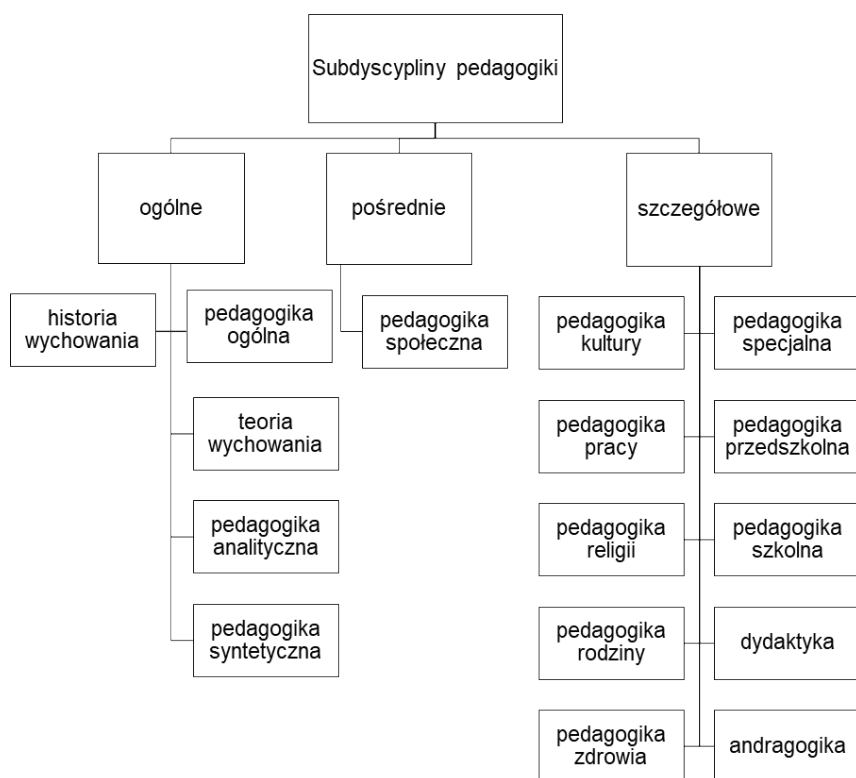 Subdyscypliny pedagogiki
ogólne
pośrednie
szczegółowe
historia
wychowania
pedagogika
ogólna
teoria
wychowania
pedagogika
analityczna
pedagogika
syntetyczna
pedagogika
społeczna
pedagogika
kultury
pedagogika
specjalna
pedagogika
pracy
pedagogika
przedszkolna
pedagogika
religii
pedagogika
szkolna
pedagogika
rodziny
dydaktyka
pedagogika
zdrowia
andragogika